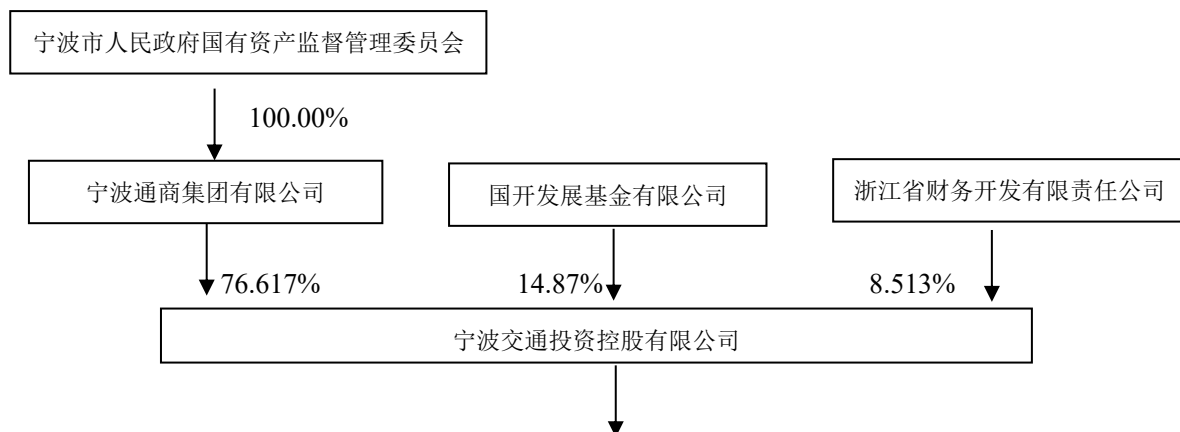 宁波市人民政府国有资产监督管理委员会
100.00%
宁波通商集团有限公司
国开发展基金有限公司
浙江省财务开发有限责任公司
76.617%
14.87%
8.513%
宁波交通投资控股有限公司